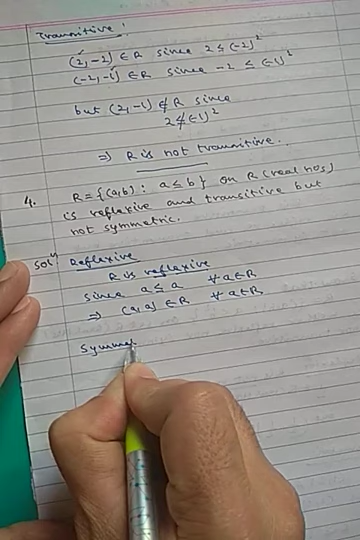 Transitive :
(2, -2) ∈ R since 2 ≤ (-2)²
(-2, -1) ∈ R since -2 ≤ (-1)²
but (2, -1) ∉ R since
2 ≰ (-1)²
⇒ R is not transitive.
4. R = {(a,b) : a ≤ b} on R (real nos)
is reflexive and transitive but
not symmetric.
Solⁿ Reflexive
R is reflexive
since a ≤ a ∀ a ∈ R
⇒ (a, a) ∈ R ∀ a ∈ R
Symme